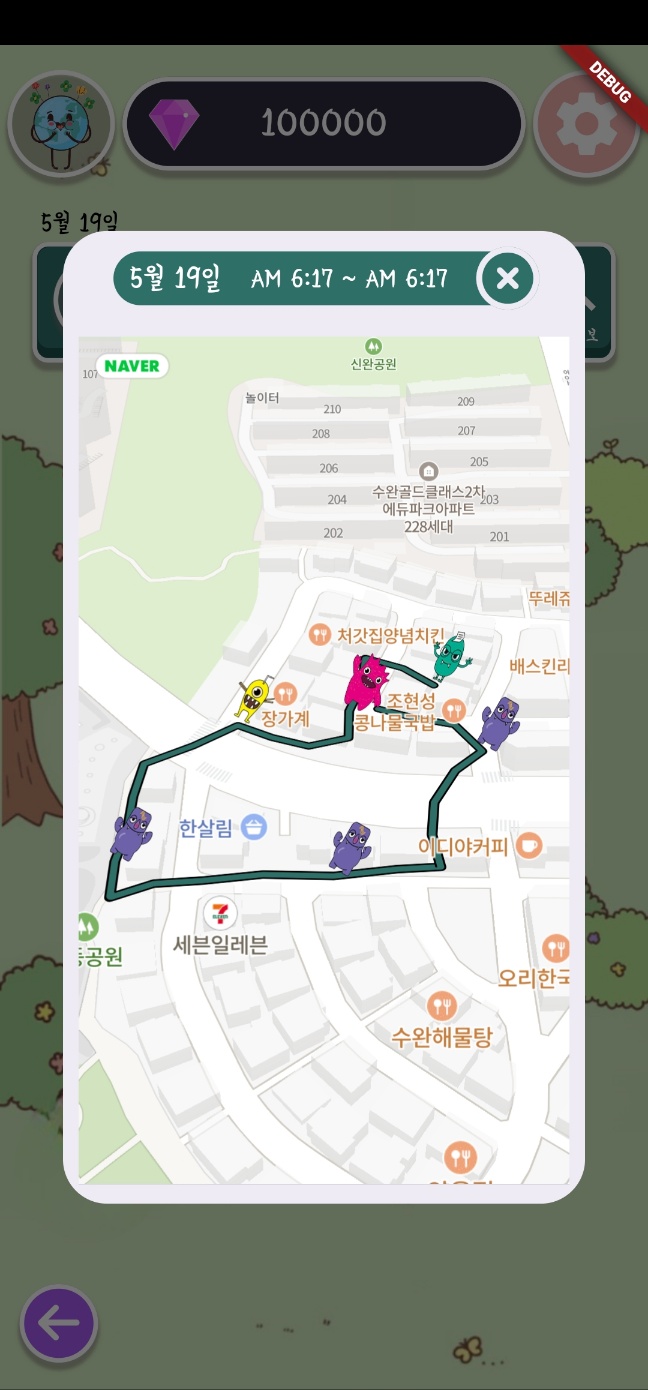 DEBUG
100000
5월 19일
5월 19일 AM 6:17 ~ AM 6:17
보
NAVER
신완공원
107
놀이터
210
209
208
207
206
205
수완골드클래스2차
에듀파크아파트
228세대
204
203
202
201
뚜레쥬
처갓집양념치킨
배스킨라
장가계
조현성
콩나물국밥
한살림
이디야커피
세븐일레븐
공원
오리한국
수완해물탕